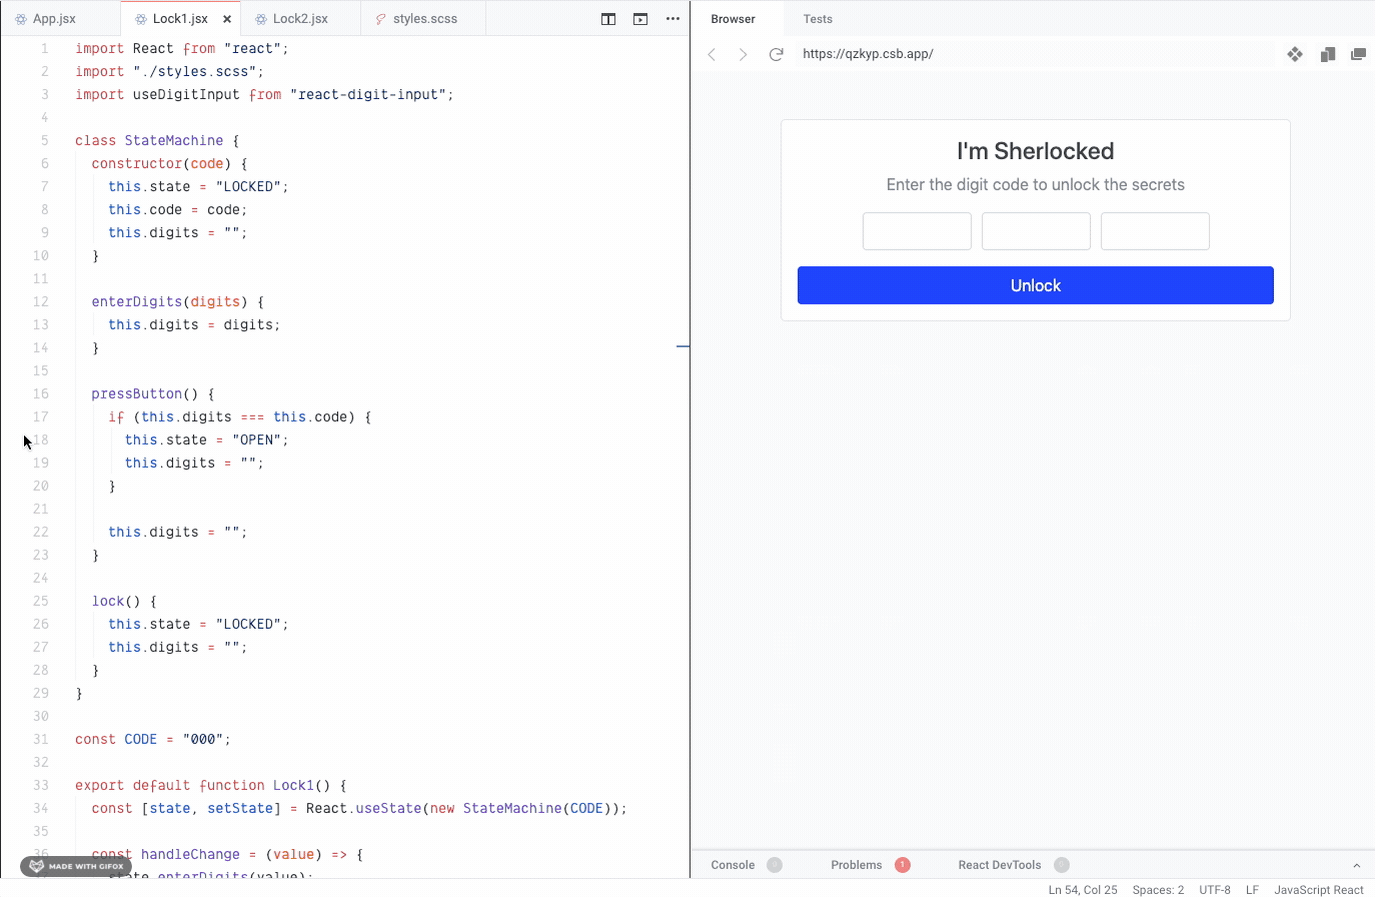 App.jsx Lock1.jsx × Lock2.jsx styles.scss
1 import React from "react";
2 import "./styles.scss";
3 import useDigitInput from "react-digit-input";
4
5 class StateMachine {
6 constructor(code) {
7 this.state = "LOCKED";
8 this.code = code;
9 this.digits = "";
10 }
11
12 enterDigits(digits) {
13 this.digits = digits;
14 }
15
16 pressButton() {
17 if (this.digits === this.code) {
18 this.state = "OPEN";
19 this.digits = "";
20 }
21
22 this.digits = "";
23 }
24
25 lock() {
26 this.state = "LOCKED";
27 this.digits = "";
28 }
29 }
30
31 const CODE = "000";
32
33 export default function Lock1() {
34 const [state, setState] = React.useState(new StateMachine(CODE));
35
36 const handleChange = (value) => {
state.enterDigits(value);
MADE WITH GIFOX
Browser Tests
https://qzkyp.csb.app/
I'm Sherlocked
Enter the digit code to unlock the secrets
Unlock
Console 0 Problems 1 React DevTools 0
Ln 54, Col 25 Spaces: 2 UTF-8 LF JavaScript React